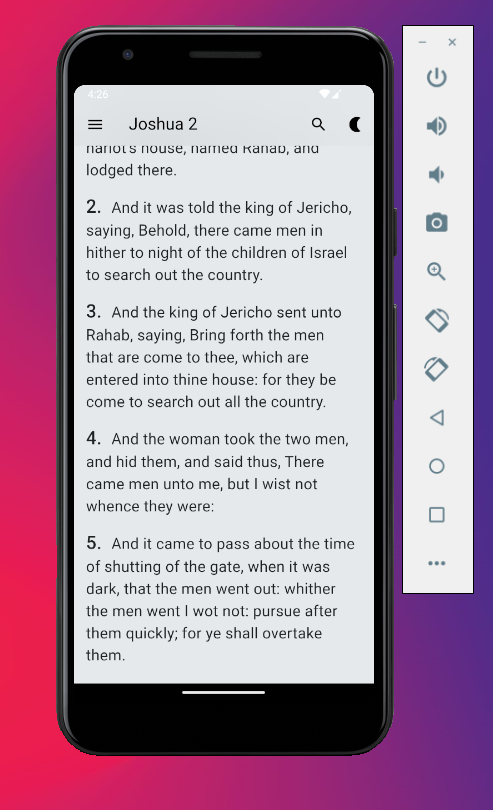 4:26
Joshua 2
harlot's house, named Rahab, and
lodged there.
2. And it was told the king of Jericho,
saying, Behold, there came men in
hither to night of the children of Israel
to search out the country.
3. And the king of Jericho sent unto
Rahab, saying, Bring forth the men
that are come to thee, which are
entered into thine house: for they be
come to search out all the country.
4. And the woman took the two men,
and hid them, and said thus, There
came men unto me, but I wist not
whence they were:
5. And it came to pass about the time
of shutting of the gate, when it was
dark, that the men went out: whither
the men went I wot not: pursue after
them quickly; for ye shall overtake
them.